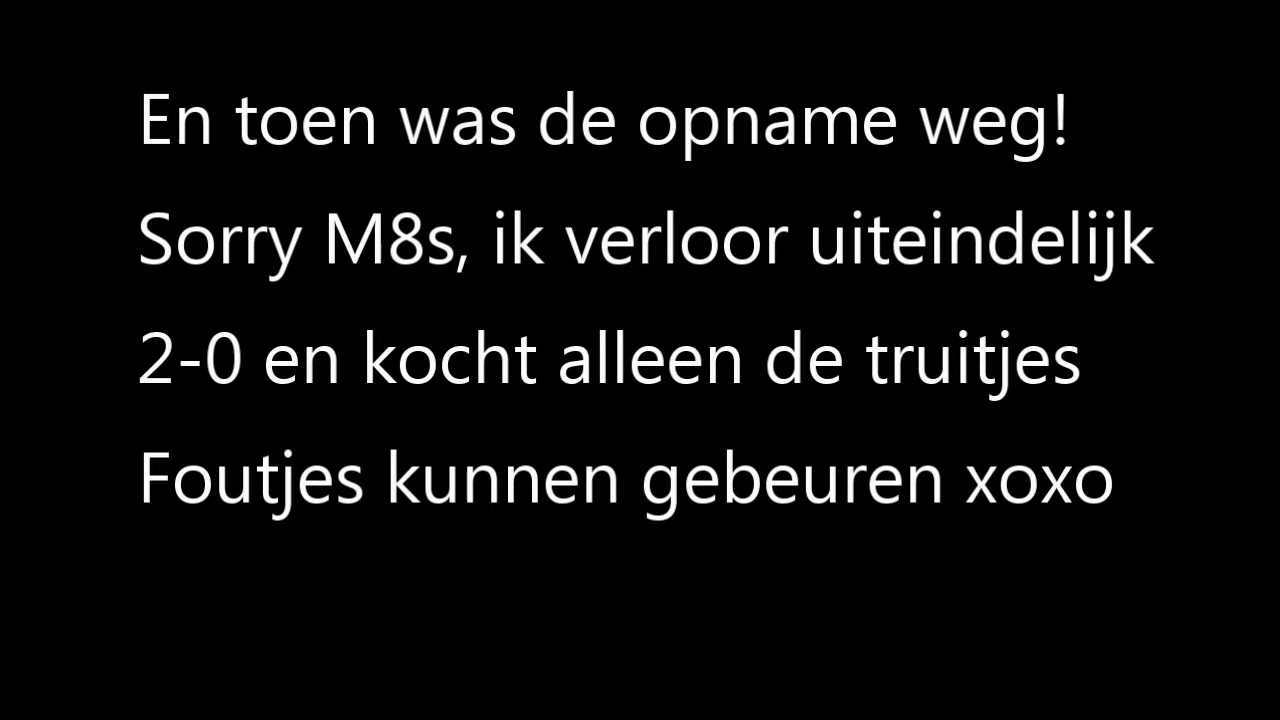 En toen was de opname weg!
Sorry M8s, ik verloor uiteindelijk
2-0 en kocht alleen de truitjes
Foutjes kunnen gebeuren xoxo